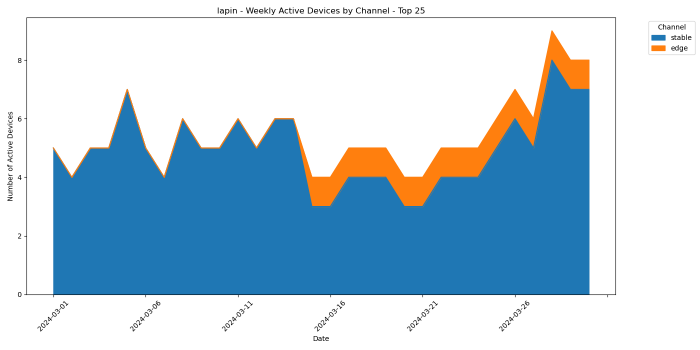 lapin - Weekly Active Devices by Channel - Top 25
Channel
stable
edge
Number of Active Devices
8
6
4
2
0
2024-03-01
2024-03-06
2024-03-11
2024-03-16
2024-03-21
2024-03-26
Date